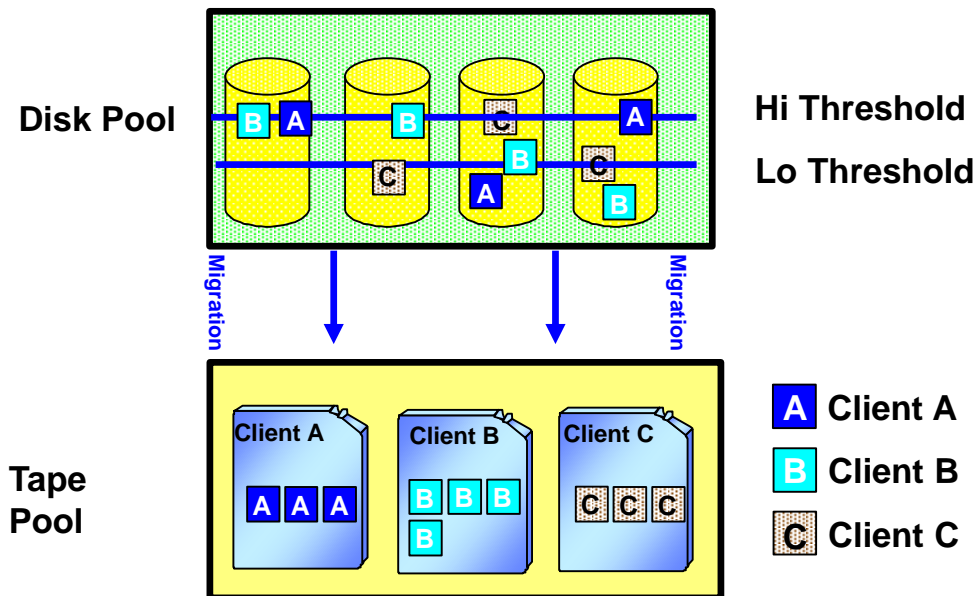 Disk Pool
Hi Threshold
Lo Threshold
B A B C A
C B A C B
Migration
Migration
Tape
Pool
Client A
A A A
Client B
B B B
B
Client C
C C C
A Client A
B Client B
C Client C